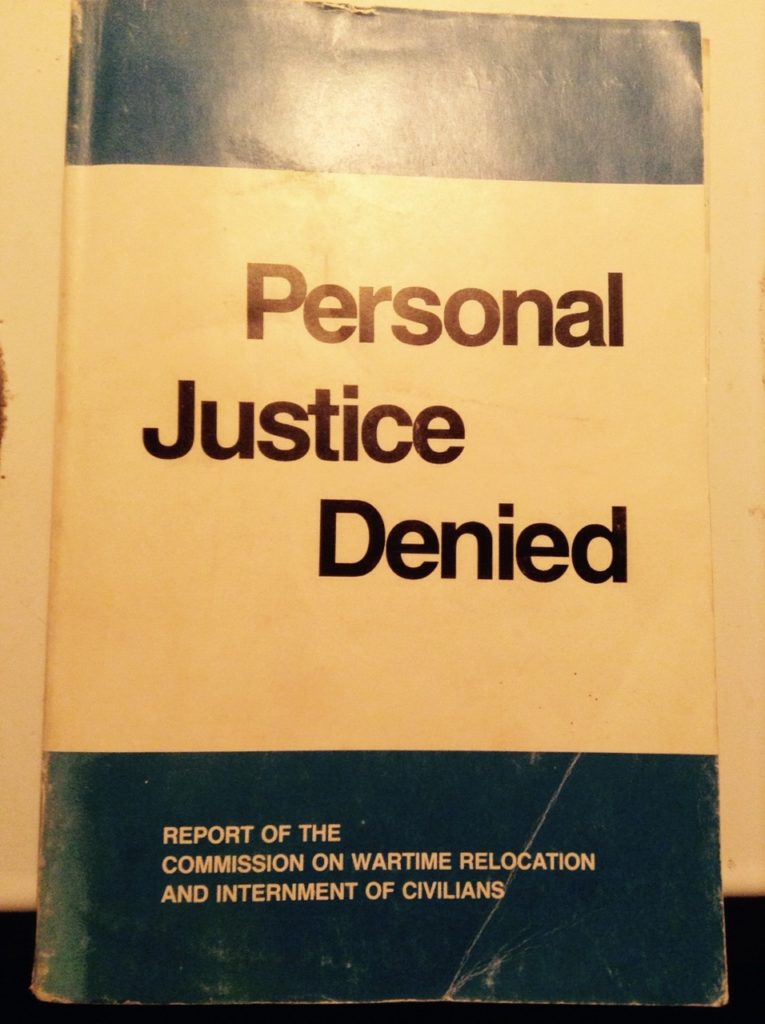 Personal
Justice
Denied
REPORT OF THE
COMMISSION ON WARTIME RELOCATION
AND INTERNMENT OF CIVILIANS